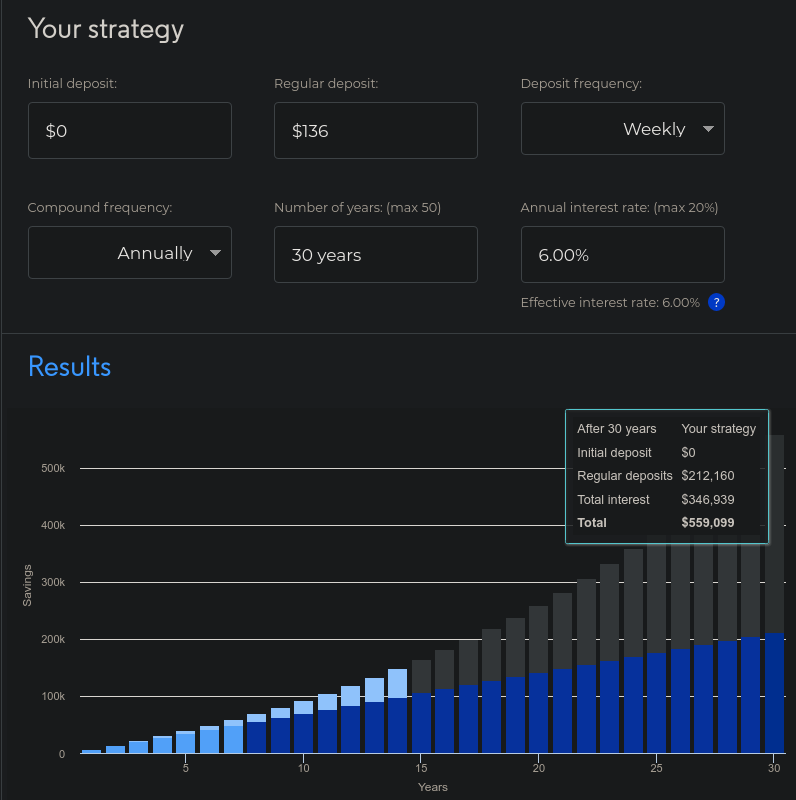 Your strategy
Initial deposit: Regular deposit: Deposit frequency:
$0 $136 Weekly
Compound frequency: Number of years: (max 50) Annual interest rate: (max 20%)
Annually 30 years 6.00%
Effective interest rate: 6.00% ?
Results
After 30 years Your strategy
Initial deposit $0
Regular deposits $212,160
Total interest $346,939
Total $559,099
500k
400k
300k
200k
100k
0
Savings
5 10 15 20 25 30
Years